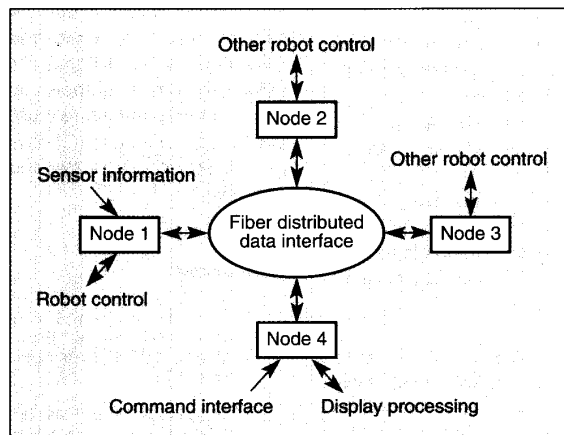 Other robot control
Node 2
Other robot control
Sensor information
Fiber distributed
data interface
Node 1
Node 3
Robot control
Node 4
Command interface
Display processing